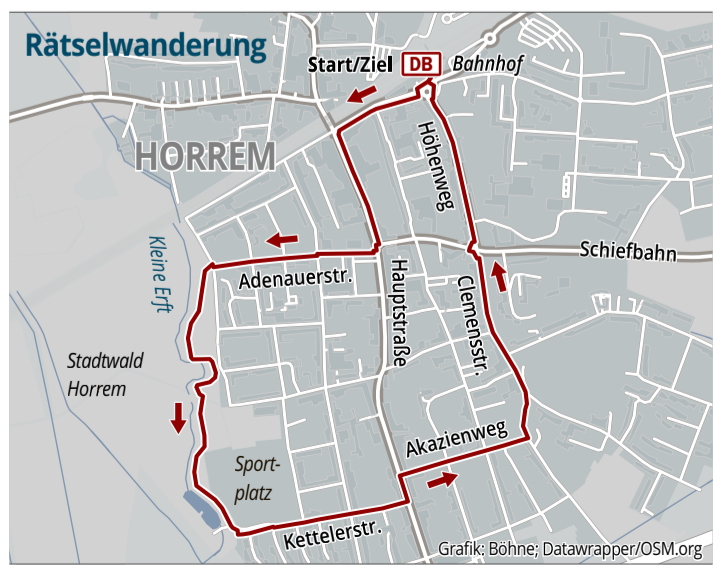 Rätselwanderung
Start/Ziel DB Bahnhof
HORREM
Höhenweg
Kleine Erft
Adenauerstr.
Hauptstraße
Clemensstr.
Schiefbahn
Stadtwald
Horrem
Akazienweg
Sport-
platz
Kettelerstr.
Grafik: Böhne; Datawrapper/OSM.org